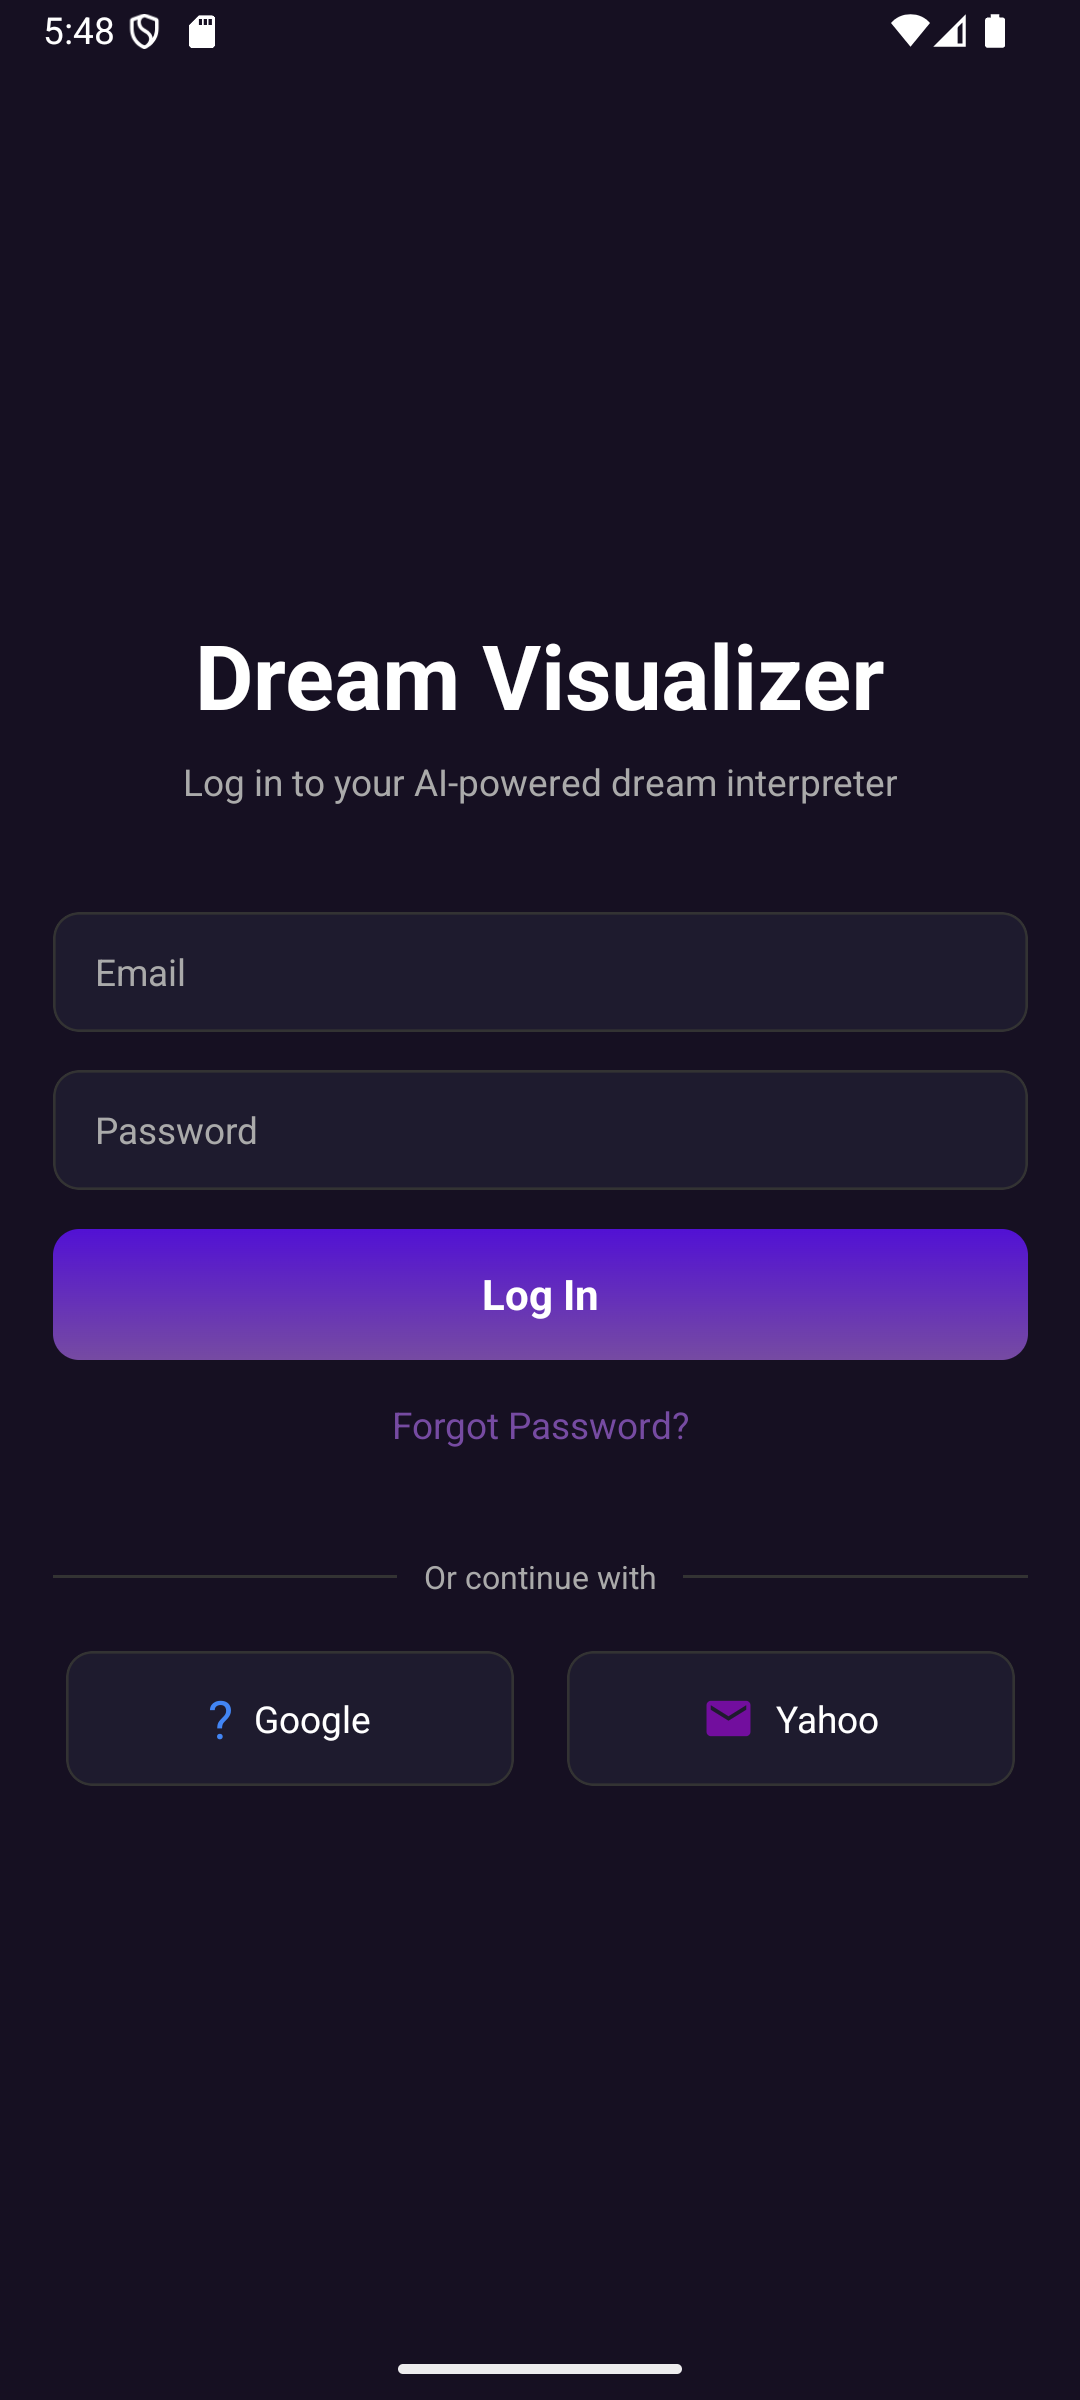 5:48
Dream Visualizer
Log in to your AI-powered dream interpreter
Email
Password
Log In
Forgot Password?
Or continue with
? Google
Yahoo